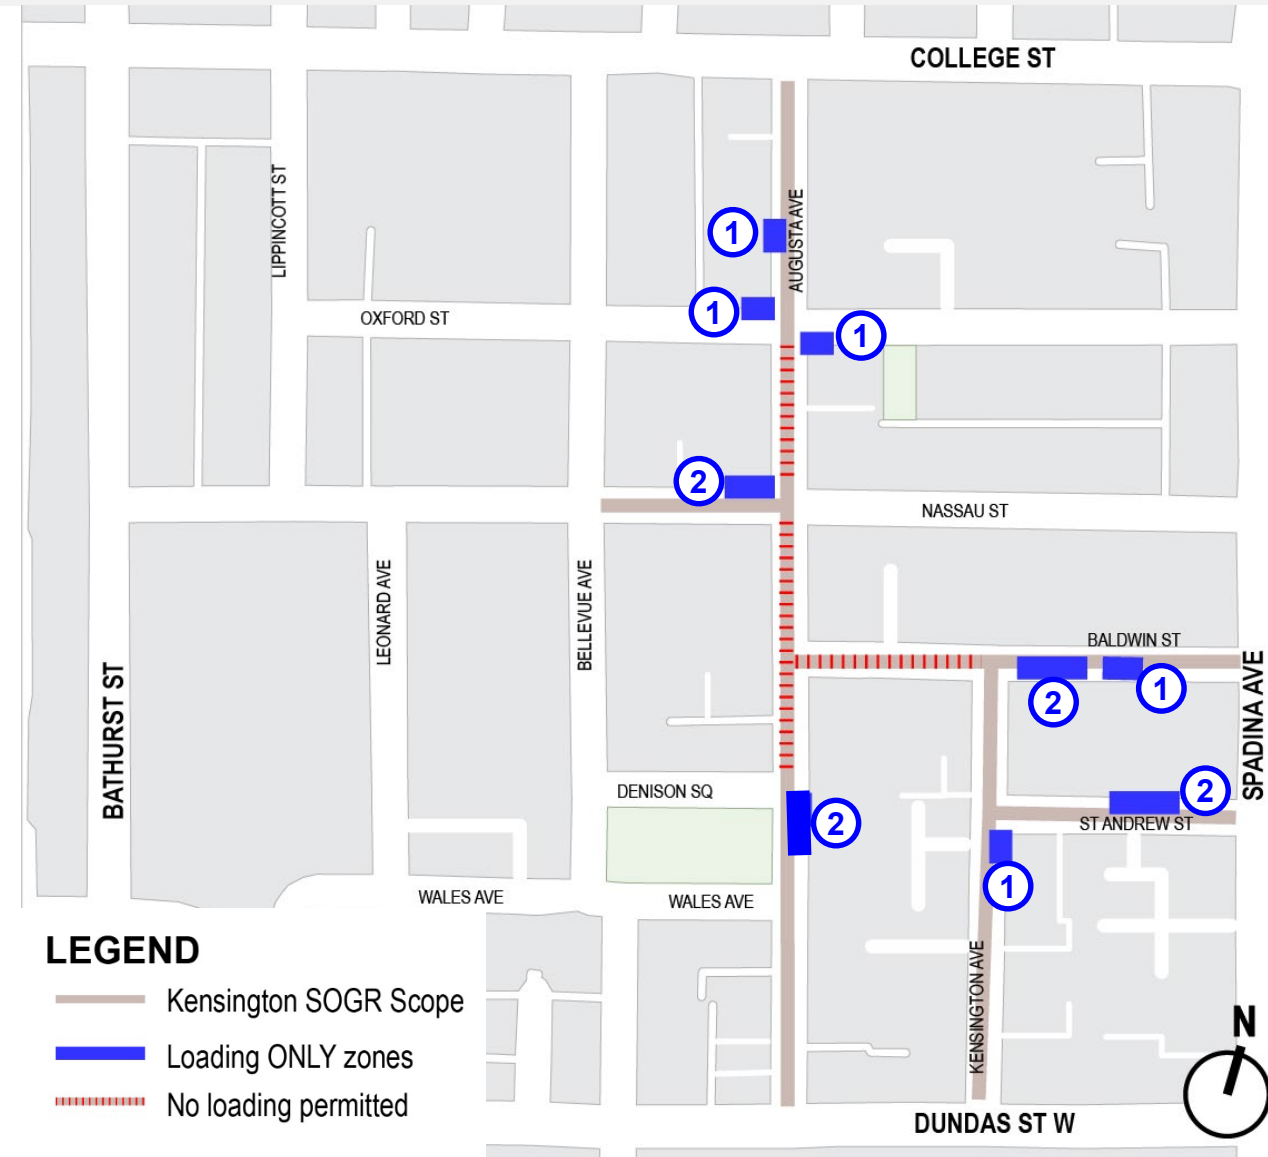 COLLEGE ST
LIPPINCOTT ST
AUGUSTA AVE
1
1
OXFORD ST
1
2
NASSAU ST
LEONARD AVE
BELLEVUE AVE
BATHURST ST
BALDWIN ST
SPADINA AVE
2
1
DENISON SQ
2
2
ST ANDREW ST
1
WALES AVE
WALES AVE
KENSINGTON AVE
LEGEND
Kensington SOGR Scope
Loading ONLY zones
No loading permitted
N
DUNDAS ST W